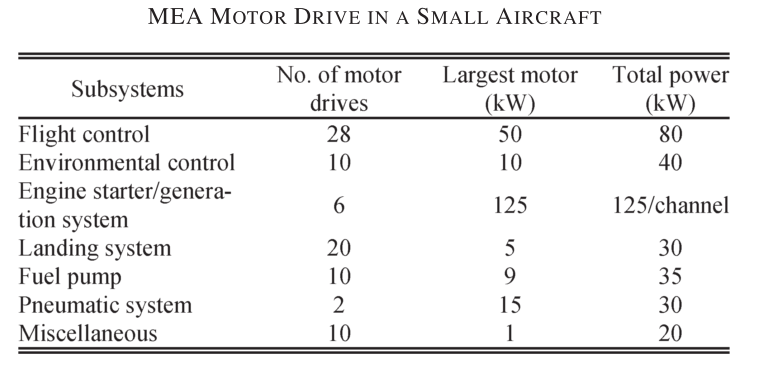 MEA MOTOR DRIVE IN A SMALL AIRCRAFT
Subsystems No. of motor drives Largest motor (kW) Total power (kW)
Flight control 28 50 80
Environmental control 10 10 40
Engine starter/genera-
tion system 6 125 125/channel
Landing system 20 5 30
Fuel pump 10 9 35
Pneumatic system 2 15 30
Miscellaneous 10 1 20